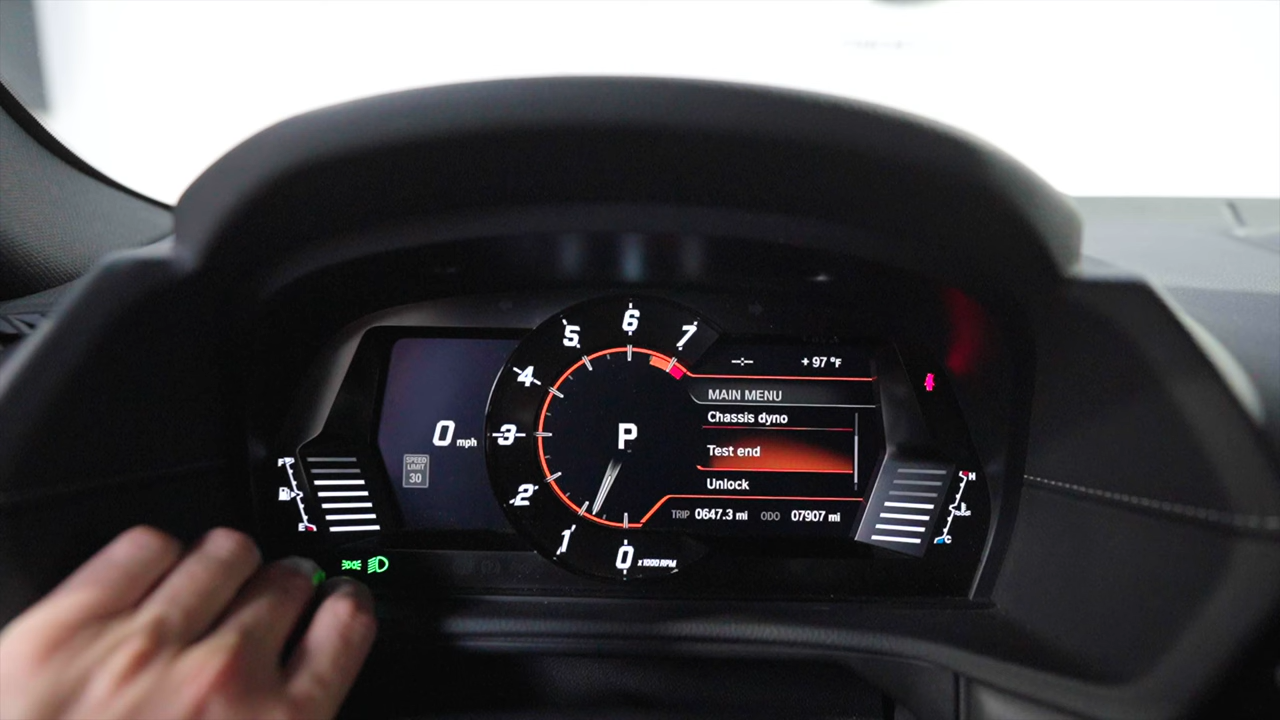 6
5
7
4
3
2
1
0
x1000 RPM
P
0 mph
SPEED
LIMIT
30
+97 °F
MAIN MENU
Chassis dyno
Test end
Unlock
TRIP 0647.3 mi ODO 07907 mi
F
E
H
C